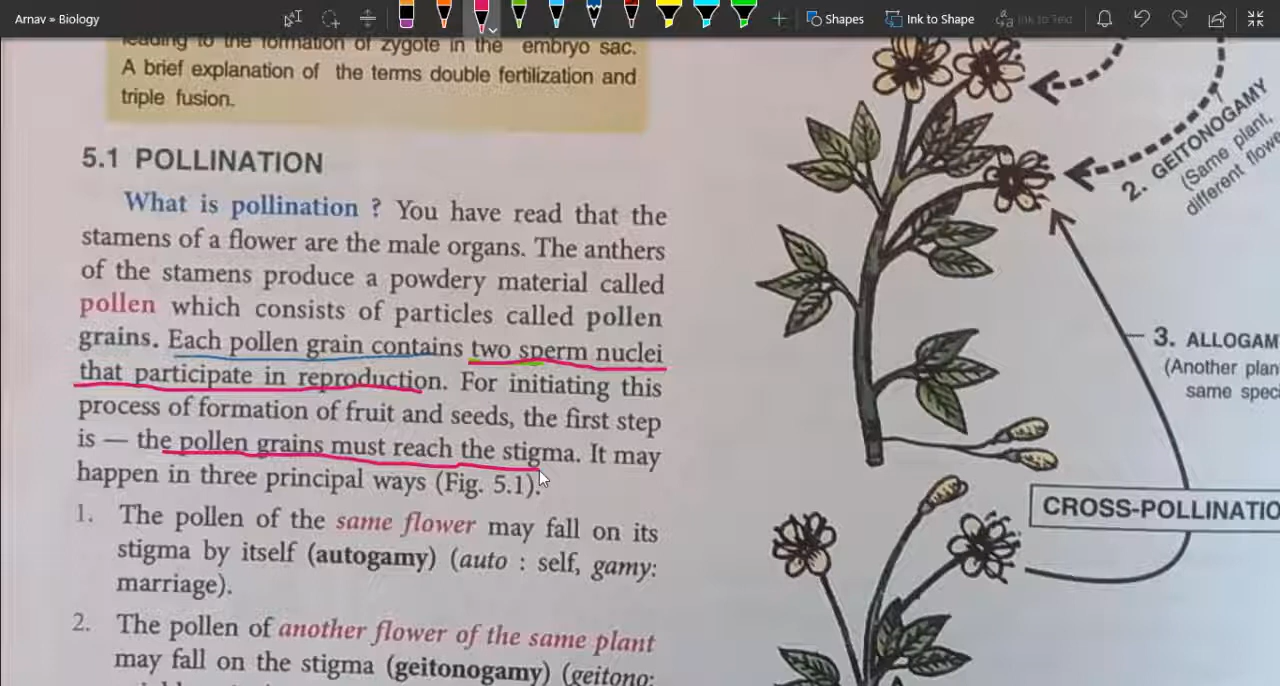 Arnav » Biology
Shapes
Ink to Shape
Ink to Text
leading to the formation of zygote in the embryo sac.
A brief explanation of the terms double fertilization and
triple fusion.
5.1 POLLINATION
What is pollination ? You have read that the
stamens of a flower are the male organs. The anthers
of the stamens produce a powdery material called
pollen which consists of particles called pollen
grains. Each pollen grain contains two sperm nuclei
that participate in reproduction. For initiating this
process of formation of fruit and seeds, the first step
is — the pollen grains must reach the stigma. It may
happen in three principal ways (Fig. 5.1).
1. The pollen of the same flower may fall on its
stigma by itself (autogamy) (auto : self, gamy:
marriage).
2. The pollen of another flower of the same plant
may fall on the stigma (geitonogamy) (geitono:
2. GEITONOGAMY
(Same plant,
different flowe
3. ALLOGAM
(Another plan
same spec
CROSS-POLLINATIO